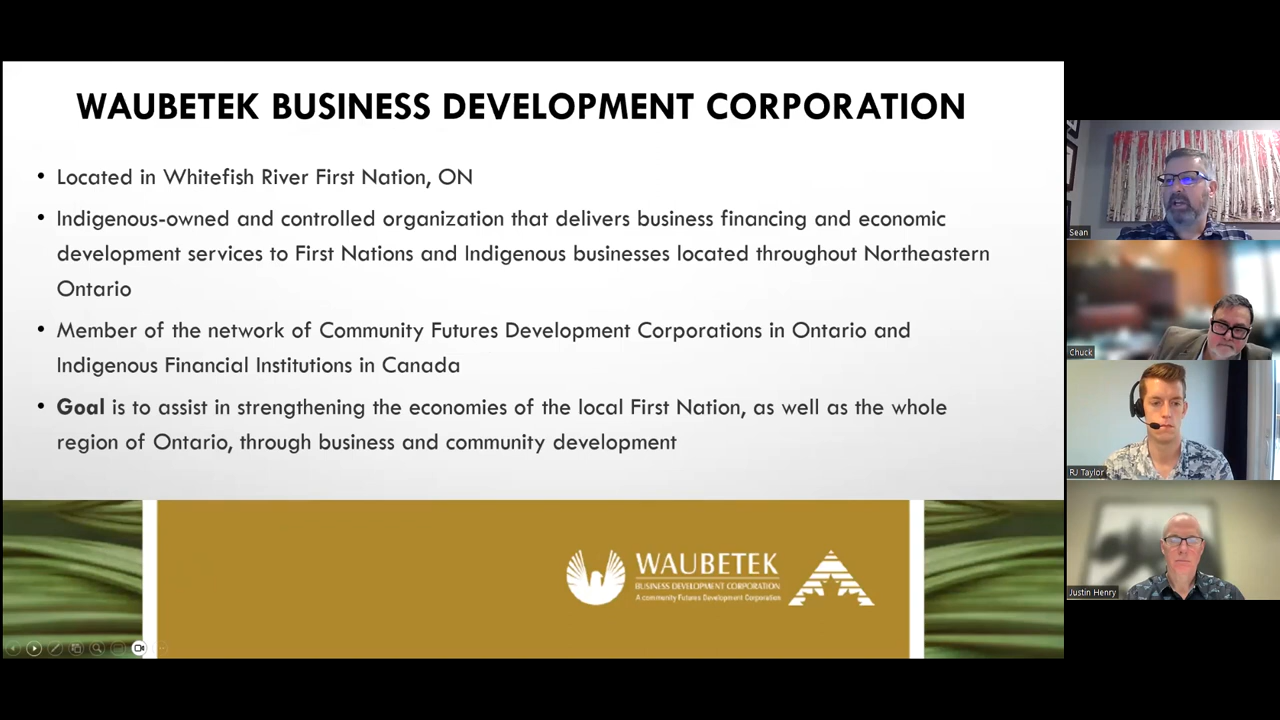 WAUBETEK BUSINESS DEVELOPMENT CORPORATION
• Located in Whitefish River First Nation, ON
• Indigenous-owned and controlled organization that delivers business financing and economic
development services to First Nations and Indigenous businesses located throughout Northeastern
Ontario
• Member of the network of Community Futures Development Corporations in Ontario and
Indigenous Financial Institutions in Canada
• Goal is to assist in strengthening the economies of the local First Nation, as well as the whole
region of Ontario, through business and community development
WAUBETEK
BUSINESS DEVELOPMENT CORPORATION
A community Futures Development Corporation
Sean
Chuck
RJ Taylor
Justin Henry